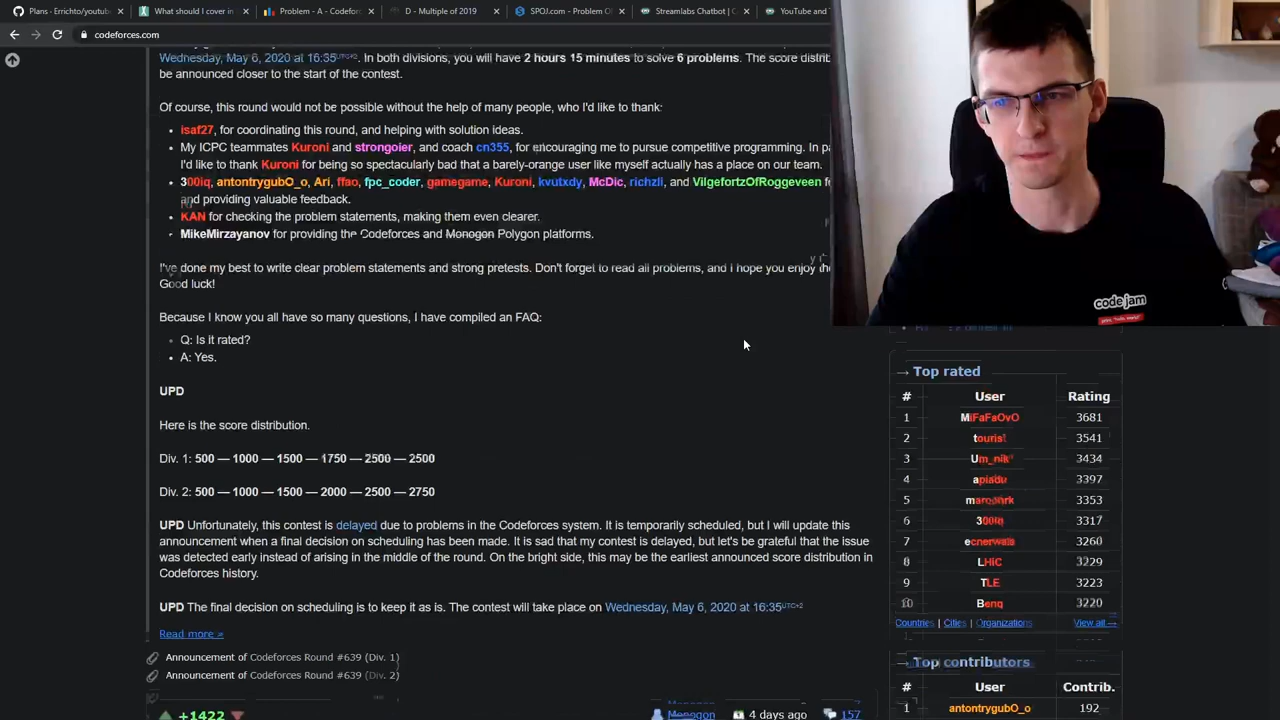 Plans · Errichto/youtub
What should I cover in
Problem - A - Codeforc
D - Multiple of 2019
SPOJ.com - Problem O
Streamlabs Chatbot | C
YouTube and
codeforces.com
Wednesday, May 6, 2020 at 16:35UTC+2. In both divisions, you will have 2 hours 15 minutes to solve 6 problems. The score distri
be announced closer to the start of the contest.
Of course, this round would not be possible without the help of many people, who I'd like to thank:
isaf27, for coordinating this round, and helping with solution ideas.
My ICPC teammates Kuroni and strongoier, and coach cn355, for encouraging me to pursue competitive programming. In pa
I'd like to thank Kuroni for being so spectacularly bad that a barely-orange user like myself actually has a place on our team.
300iq, antontrygubO_o, Ari, ffao, fpc_coder, gamegame, Kuroni, kvutxdy, McDic, richzli, and VilgefortzOfRoggeveen f
and providing valuable feedback.
KAN for checking the problem statements, making them even clearer.
MikeMirzayanov for providing the Codeforces and Monogon Polygon platforms.
I've done my best to write clear problem statements and strong pretests. Don't forget to read all problems, and I hope you enjoy the
Good luck!
Because I know you all have so many questions, I have compiled an FAQ:
Q: Is it rated?
A: Yes.
UPD
Here is the score distribution.
Div. 1: 500 — 1000 — 1500 — 1750 — 2500 — 2500
Div. 2: 500 — 1000 — 1500 — 2000 — 2500 — 2750
UPD Unfortunately, this contest is delayed due to problems in the Codeforces system. It is temporarily scheduled, but I will update this
announcement when a final decision on scheduling has been made. It is sad that my contest is delayed, but let's be grateful that the issue
was detected early instead of arising in the middle of the round. On the bright side, this may be the earliest announced score distribution in
Codeforces history.
UPD The final decision on scheduling is to keep it as is. The contest will take place on Wednesday, May 6, 2020 at 16:35UTC+2
Read more »
Announcement of Codeforces Round #639 (Div. 1)
Announcement of Codeforces Round #639 (Div. 2)
+1422
Monogon
4 days ago
157
code jam
→ Top rated
# User Rating
1 MiFaFaOvO 3681
2 tourist 3541
3 Um_nik 3434
4 apiadu 3397
5 maroonrk 3353
6 300iq 3317
7 ecnerwala 3260
8 LHiC 3229
9 TLE 3223
10 Benq 3220
Countries | Cities | Organizations View all →
→ Top contributors
# User Contrib.
1 antontrygubO_o 192